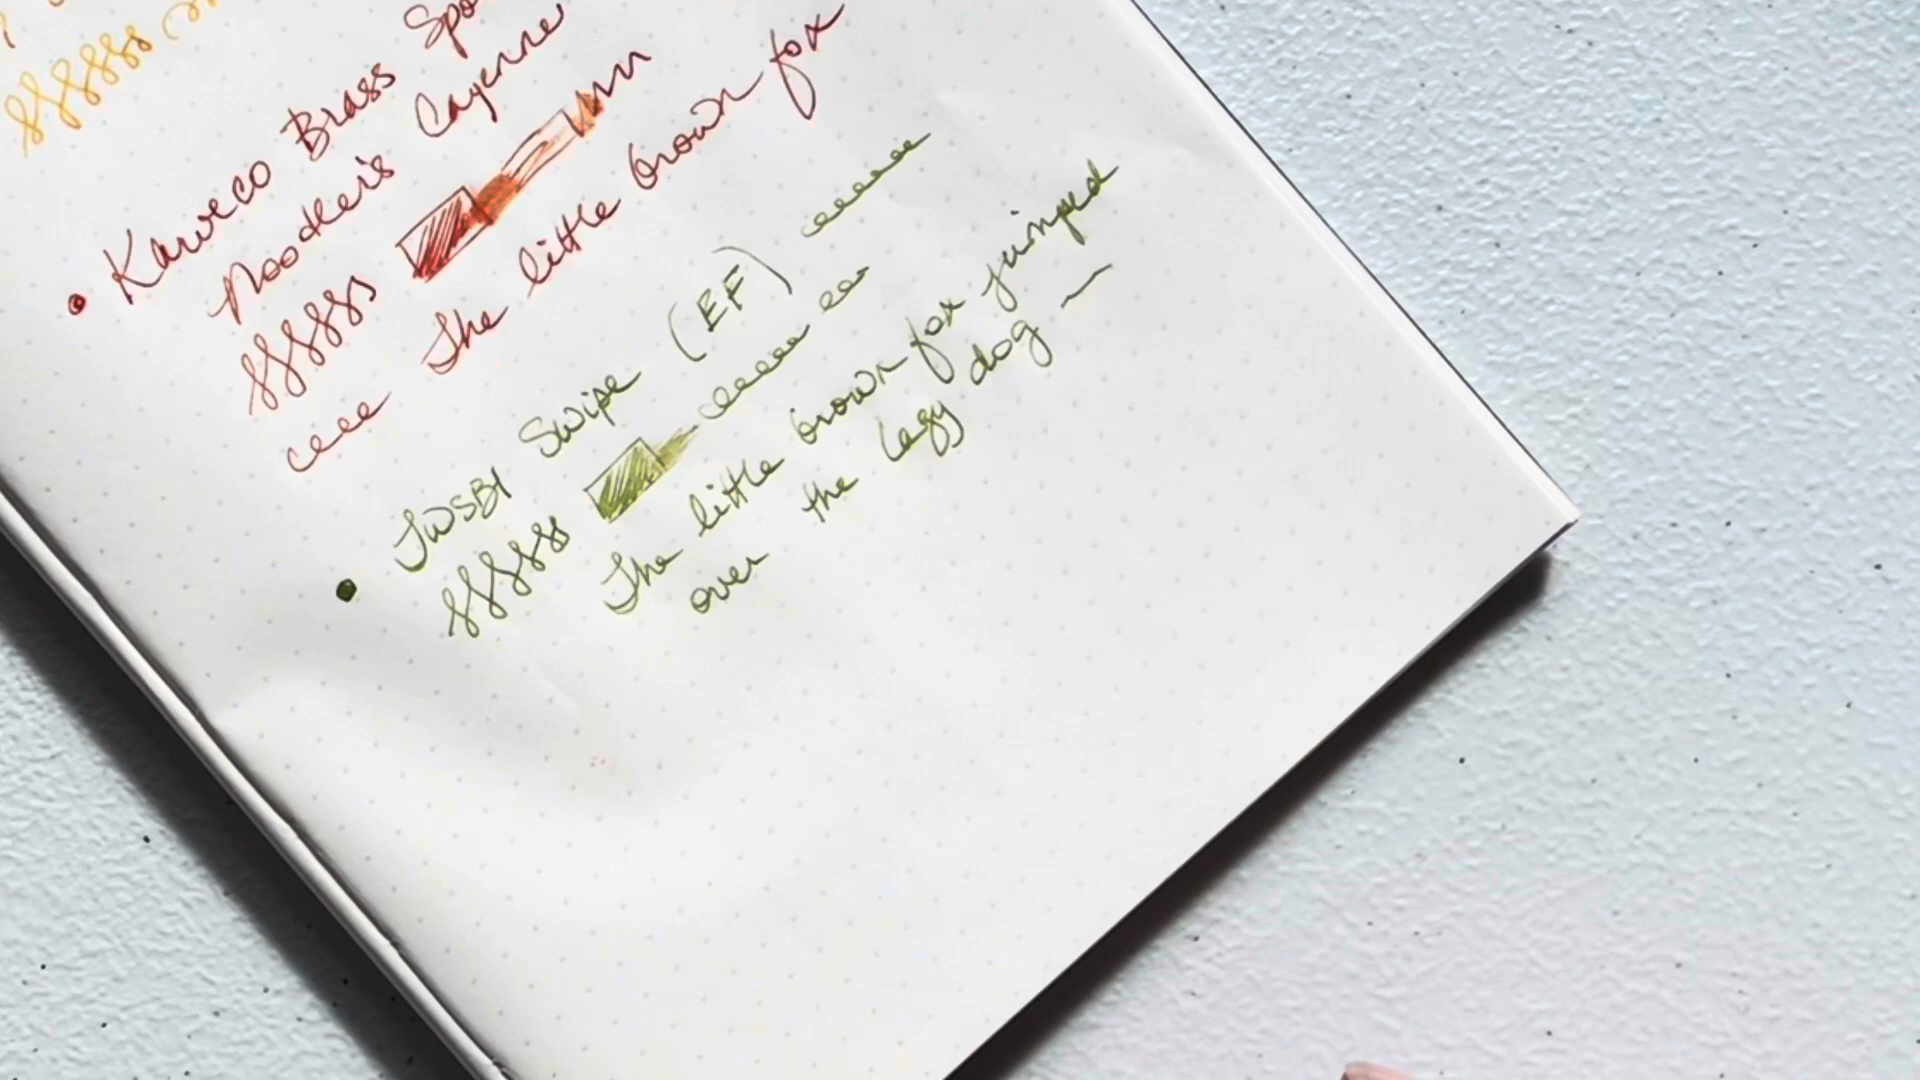 Kaweco Brass Spo
Noodler's Cayenne
The little brown fox
TWSBI Swipe (EF)
The little brown fox jumped
over the lazy dog